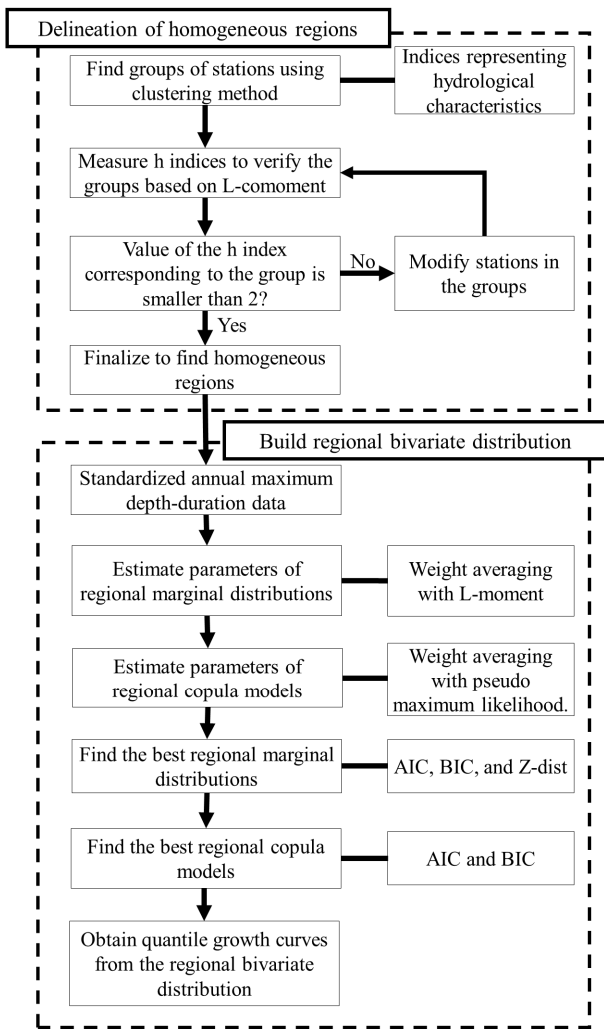 Delineation of homogeneous regions
Find groups of stations using
clustering method
Indices representing
hydrological
characteristics
Measure h indices to verify the
groups based on L-comoment
Value of the h index
corresponding to the group is
smaller than 2?
No
Modify stations in
the groups
Yes
Finalize to find homogeneous
regions
Build regional bivariate distribution
Standardized annual maximum
depth-duration data
Estimate parameters of
regional marginal distributions
Weight averaging
with L-moment
Estimate parameters of
regional copula models
Weight averaging
with pseudo
maximum likelihood.
Find the best regional marginal
distributions
AIC, BIC, and Z-dist
Find the best regional copula
models
AIC and BIC
Obtain quantile growth curves
from the regional bivariate
distribution